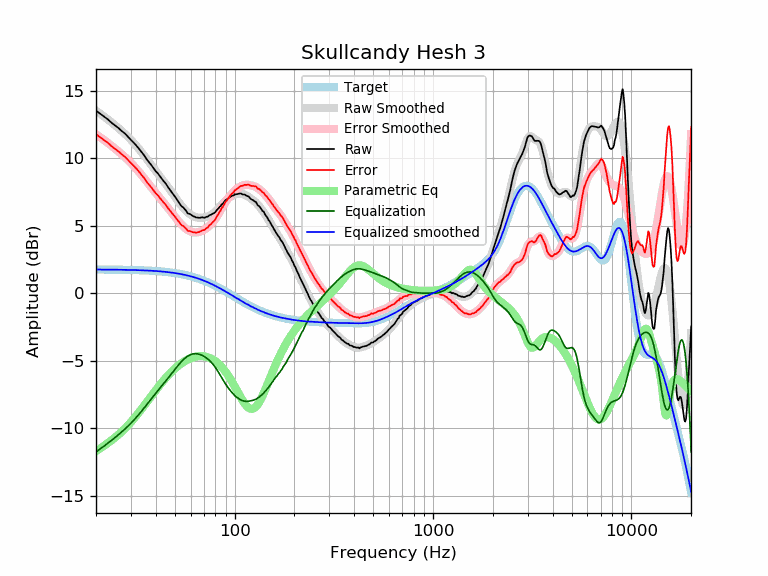 Skullcandy Hesh 3
Target
Raw Smoothed
Error Smoothed
Raw
Error
Parametric Eq
Equalization
Equalized smoothed
Amplitude (dBr)
15
10
5
0
−5
−10
−15
100
1000
10000
Frequency (Hz)